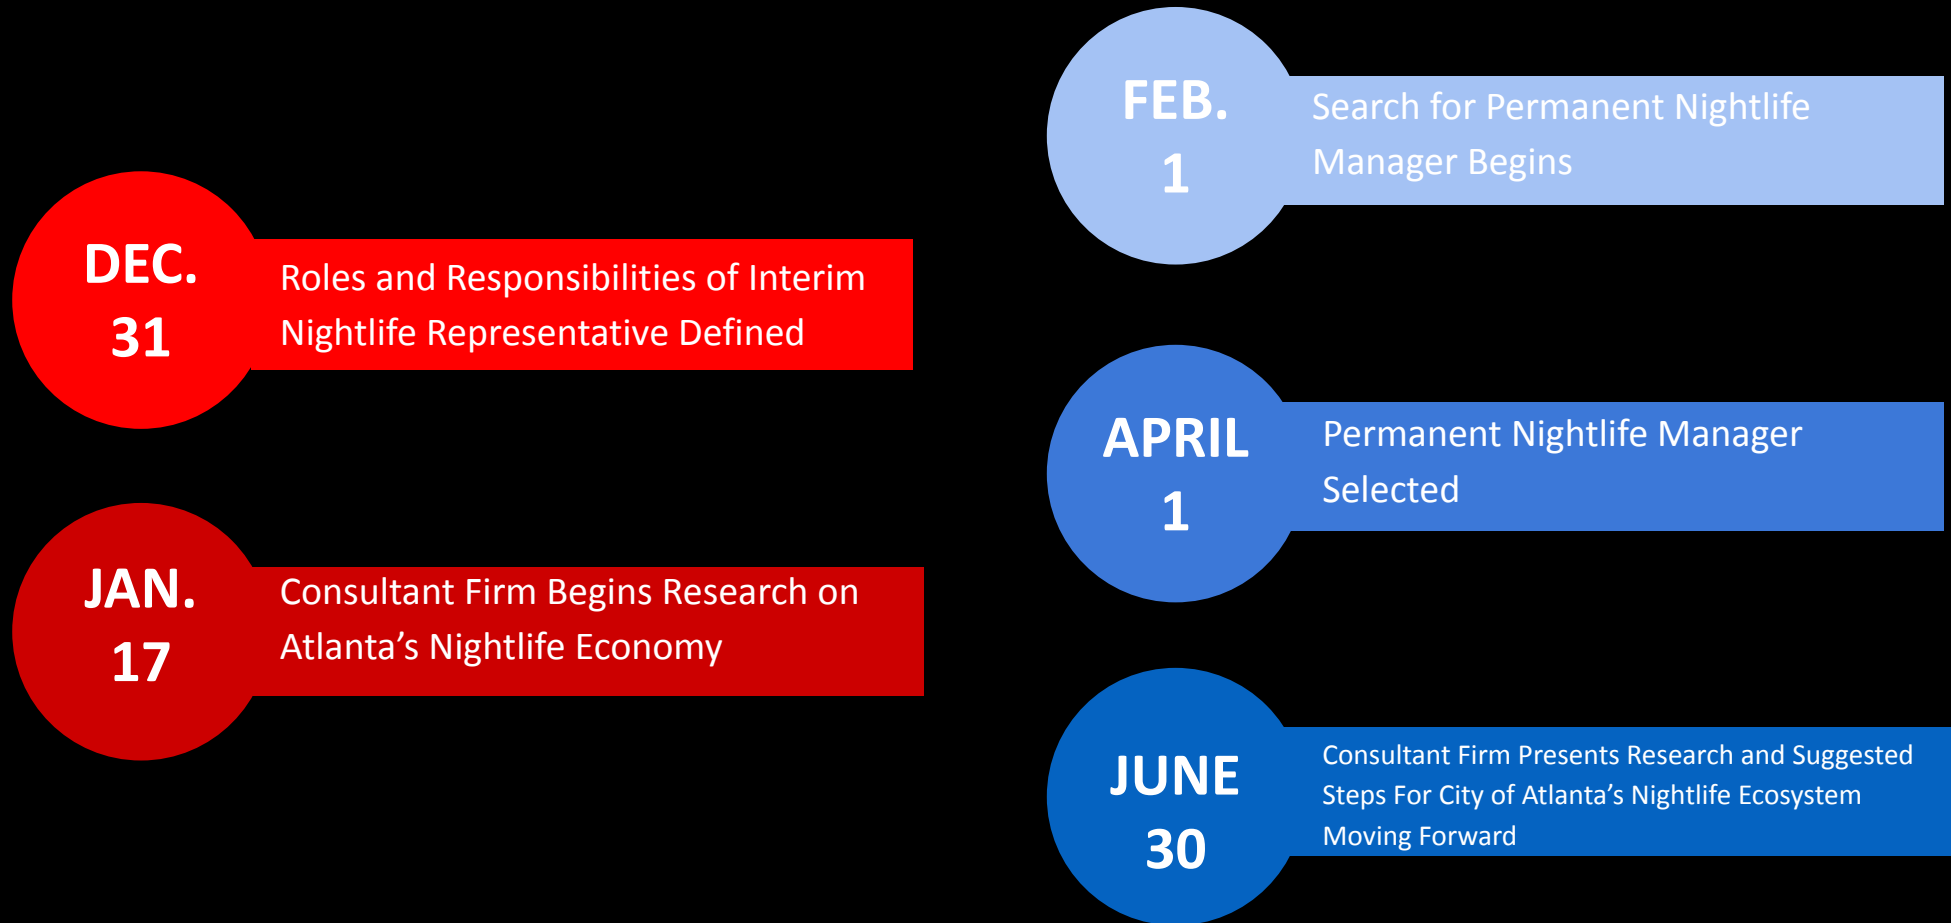 DEC.
31
Roles and Responsibilities of Interim
Nightlife Representative Defined
JAN.
17
Consultant Firm Begins Research on
Atlanta’s Nightlife Economy
FEB.
1
Search for Permanent Nightlife
Manager Begins
APRIL
1
Permanent Nightlife Manager
Selected
JUNE
30
Consultant Firm Presents Research and Suggested
Steps For City of Atlanta’s Nightlife Ecosystem
Moving Forward